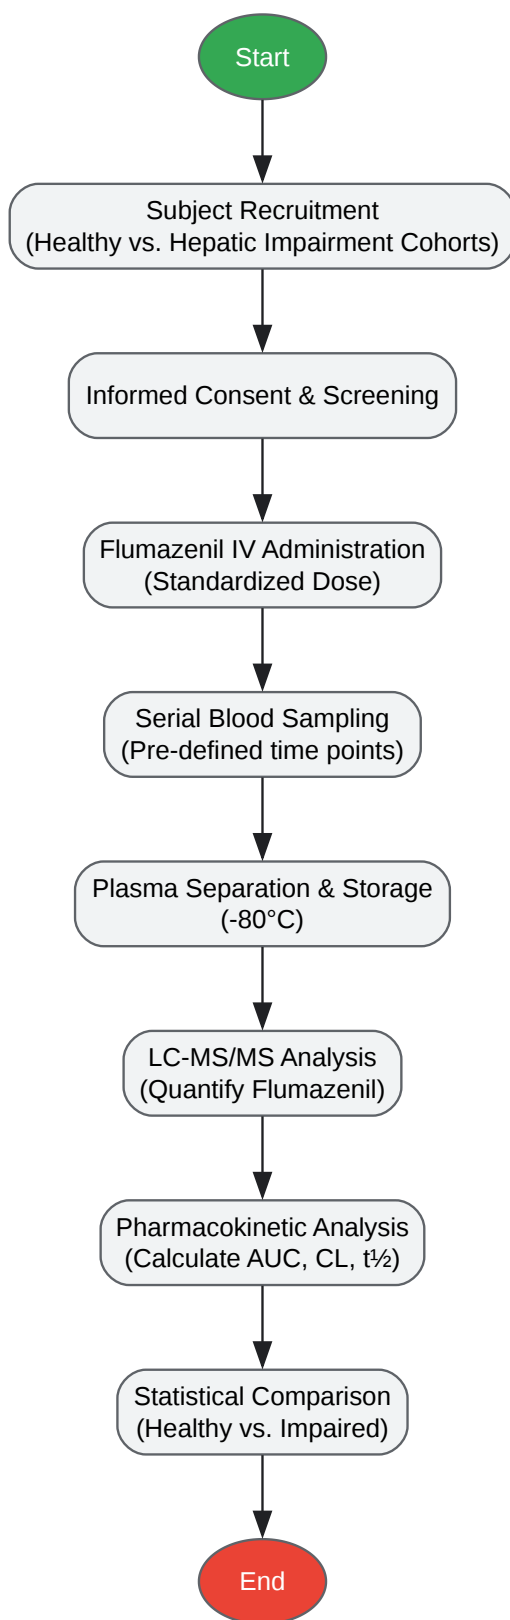 Start
Subject Recruitment
(Healthy vs. Hepatic Impairment Cohorts)
Informed Consent & Screening
Flumazenil IV Administration
(Standardized Dose)
Serial Blood Sampling
(Pre-defined time points)
Plasma Separation & Storage
(-80°C)
LC-MS/MS Analysis
(Quantify Flumazenil)
Pharmacokinetic Analysis
(Calculate AUC, CL, t½)
Statistical Comparison
(Healthy vs. Impaired)
End